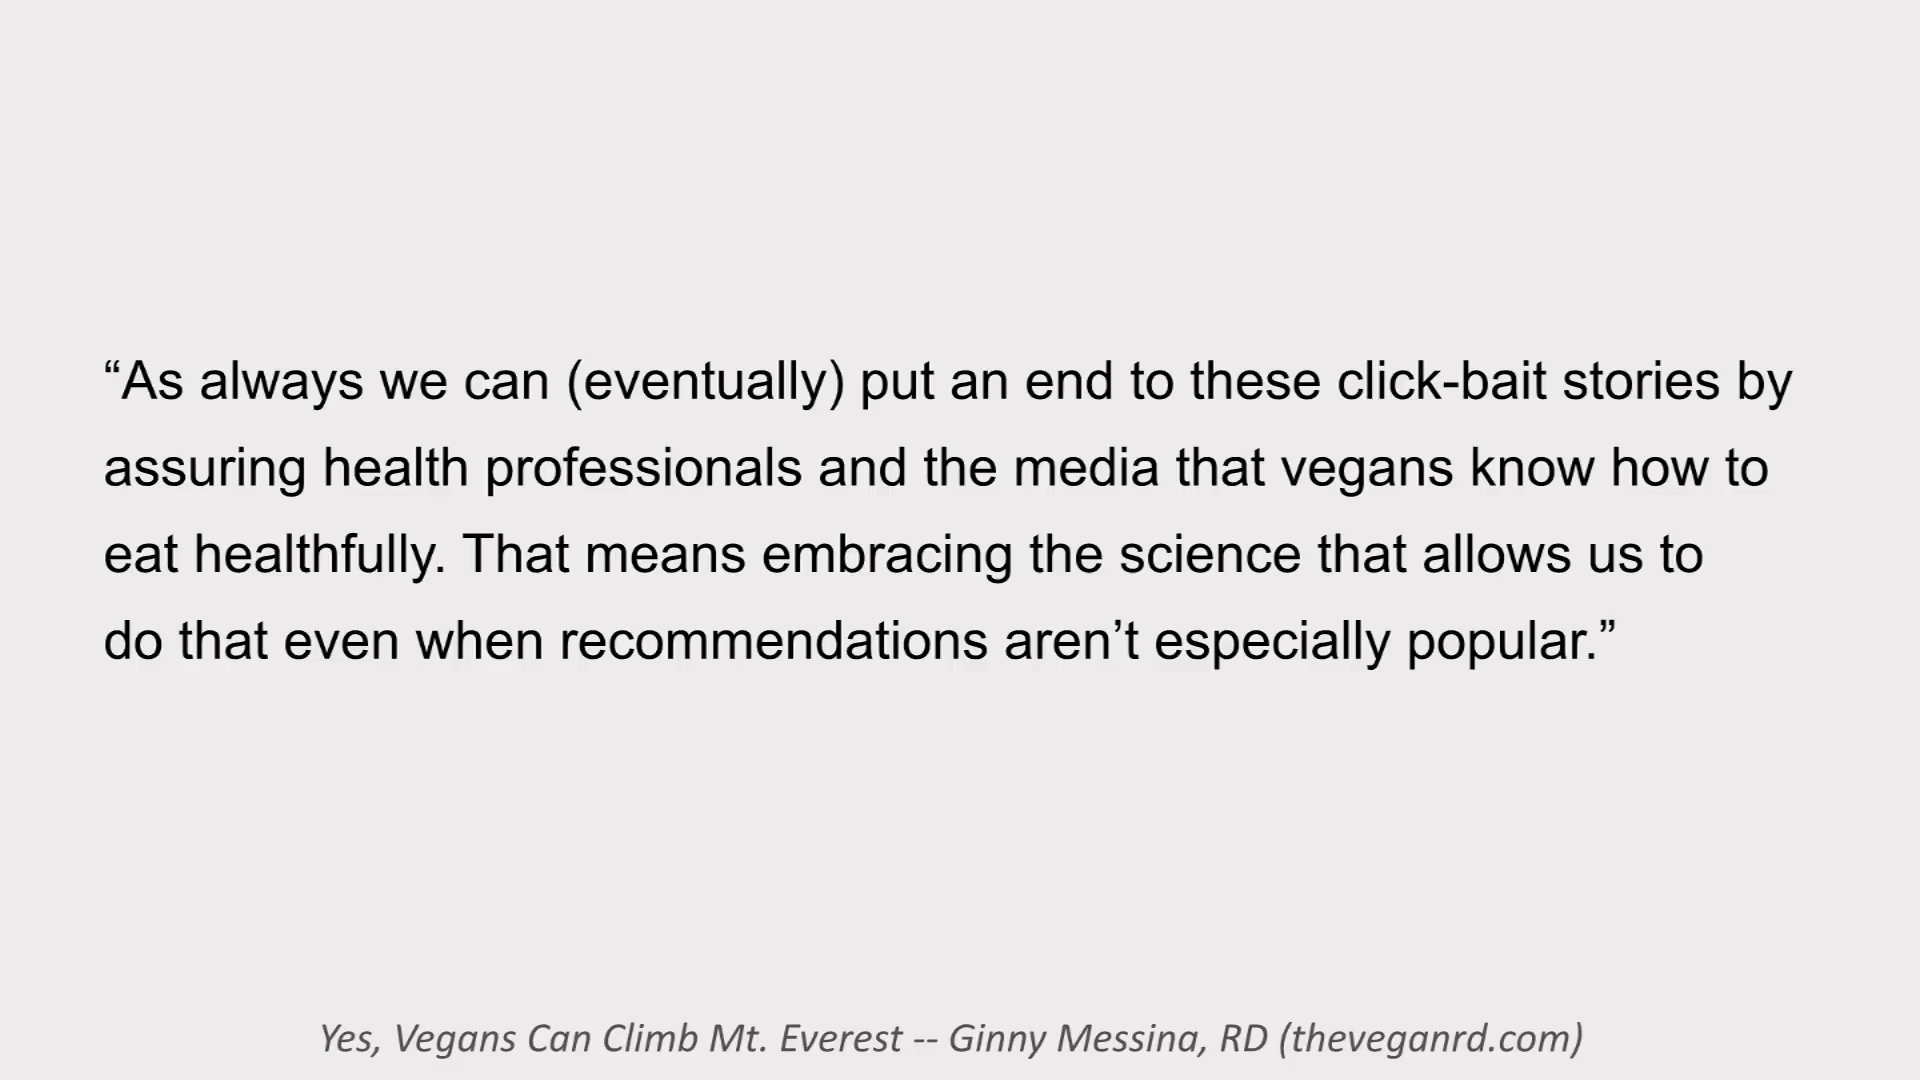 “As always we can (eventually) put an end to these click-bait stories by
assuring health professionals and the media that vegans know how to
eat healthfully. That means embracing the science that allows us to
do that even when recommendations aren’t especially popular.”
Yes, Vegans Can Climb Mt. Everest -- Ginny Messina, RD (theveganrd.com)